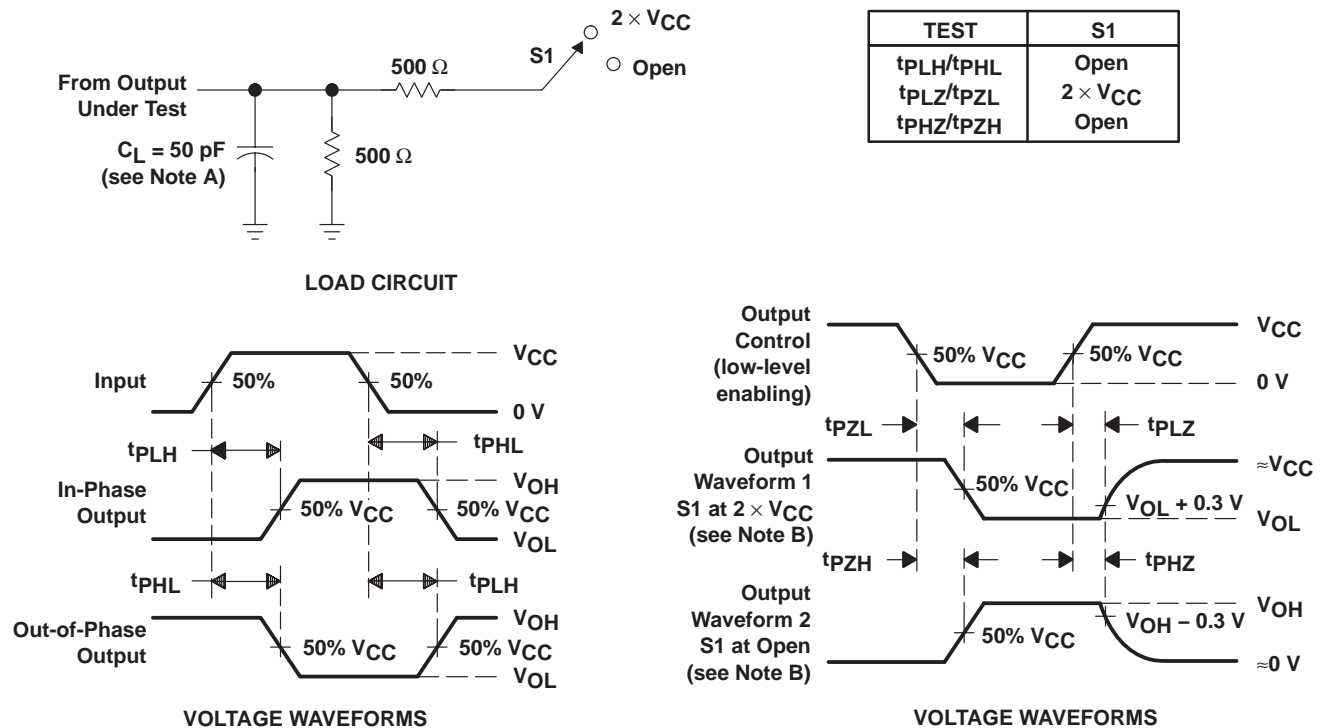 2 × VCC
S1
Open
500 Ω
From Output
Under Test
CL = 50 pF
(see Note A)
500 Ω
LOAD CIRCUIT
TEST S1
tPLH/tPHL Open
tPLZ/tPZL 2 × VCC
tPHZ/tPZH Open
Input
50%
50%
VCC
0 V
tPLH
tPHL
In-Phase
Output
50% VCC
VOH
50% VCC
VOL
tPHL
tPLH
Out-of-Phase
Output
50% VCC
VOH
50% VCC
VOL
VOLTAGE WAVEFORMS
Output
Control
(low-level
enabling)
50% VCC
50% VCC
VCC
0 V
tPZL
tPLZ
Output
Waveform 1
S1 at 2 × VCC
(see Note B)
50% VCC
≈VCC
VOL + 0.3 V
VOL
tPZH
tPHZ
Output
Waveform 2
S1 at Open
(see Note B)
50% VCC
VOH
VOH − 0.3 V
≈0 V
VOLTAGE WAVEFORMS